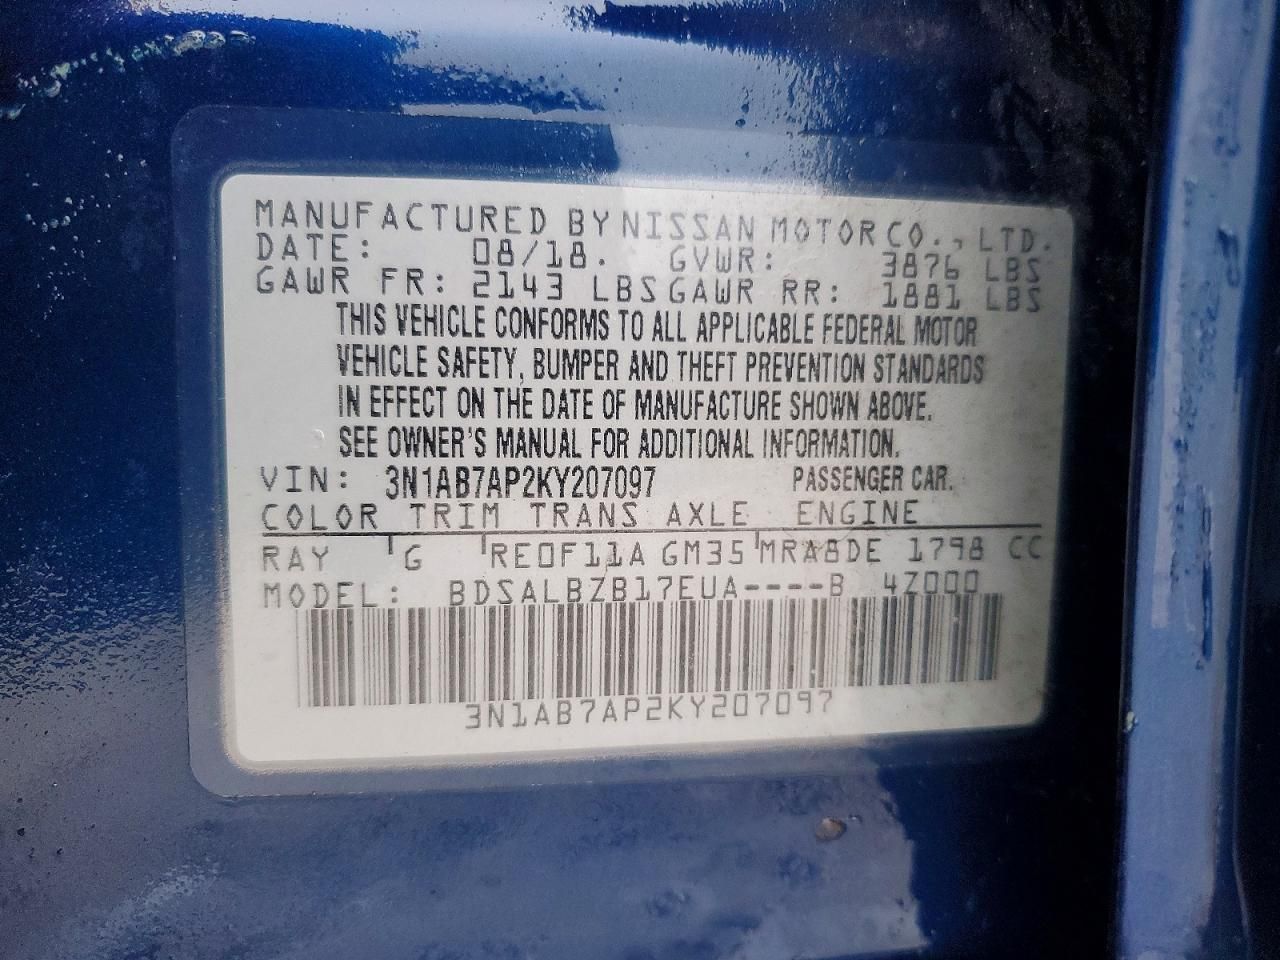 MANUFACTURED BY NISSAN MOTOR CO., LTD.
DATE: 08/18. GVWR: 3876 LBS
GAWR FR: 2143 LBS GAWR RR: 1881 LBS
THIS VEHICLE CONFORMS TO ALL APPLICABLE FEDERAL MOTOR
VEHICLE SAFETY, BUMPER AND THEFT PREVENTION STANDARDS
IN EFFECT ON THE DATE OF MANUFACTURE SHOWN ABOVE.
SEE OWNER'S MANUAL FOR ADDITIONAL INFORMATION.
VIN: 3N1AB7AP2KY207097 PASSENGER CAR.
COLOR TRIM TRANS AXLE ENGINE
RAY G RE0F11A GM35 MRA8DE 1798 CC
MODEL: BDSALBZB17EUA----B 4Z000
3N1AB7AP2KY207097